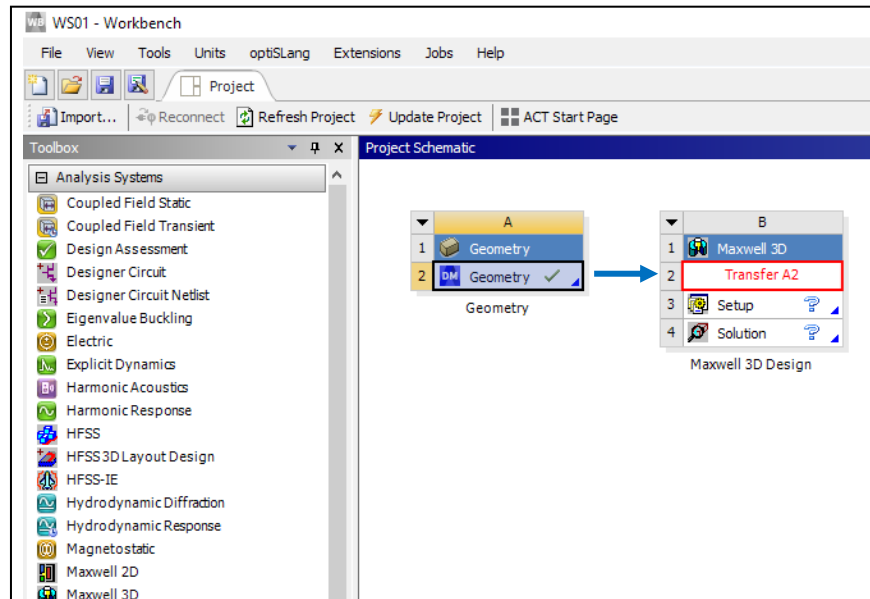 WB WS01 - Workbench
File View Tools Units optiSLang Extensions Jobs Help
Project
Import... Reconnect Refresh Project Update Project ACT Start Page
Toolbox
Analysis Systems
Coupled Field Static
Coupled Field Transient
Design Assessment
Designer Circuit
Designer Circuit Netlist
Eigenvalue Buckling
Electric
Explicit Dynamics
Harmonic Acoustics
Harmonic Response
HFSS
HFSS 3D Layout Design
HFSS-IE
Hydrodynamic Diffraction
Hydrodynamic Response
Magnetostatic
Maxwell 2D
Maxwell 3D
Project Schematic
A
1 Geometry
2 DM Geometry
Geometry
B
1 Maxwell 3D
2 Transfer A2
3 Setup ?
4 Solution ?
Maxwell 3D Design